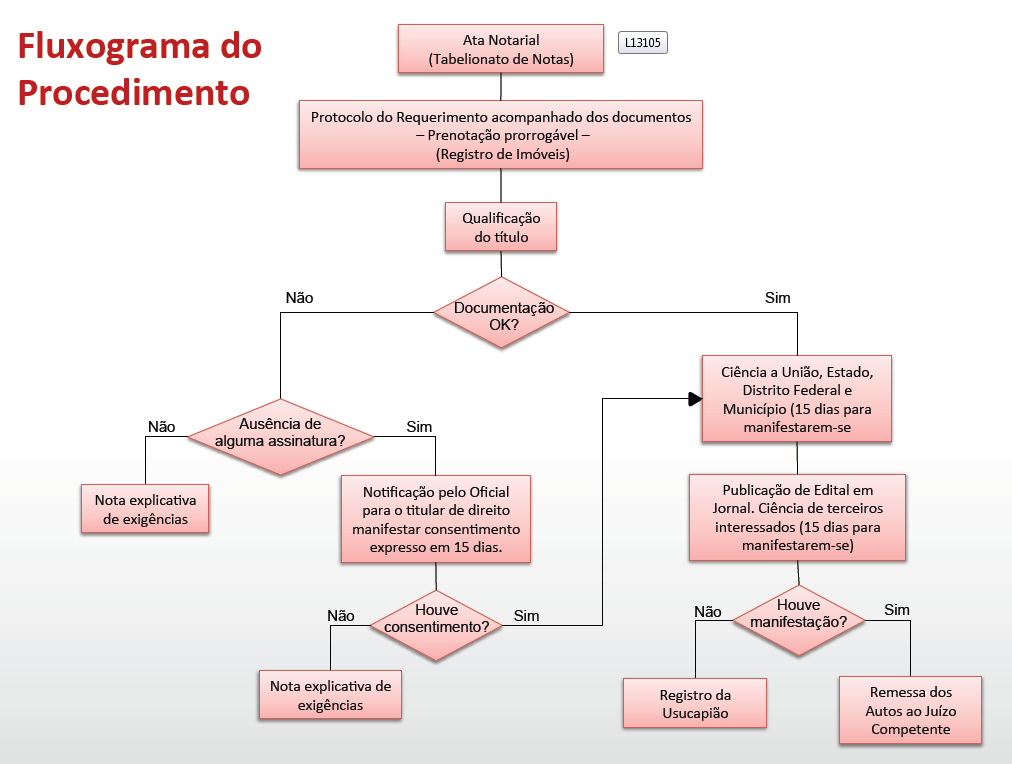 Fluxograma do
Procedimento
Ata Notarial
(Tabelionato de Notas)
L13105
Protocolo do Requerimento acompanhado dos documentos
– Prenotação prorrogável –
(Registro de Imóveis)
Qualificação
do título
Documentação
OK?
Não
Sim
Ciência a União, Estado,
Distrito Federal e
Município (15 dias para
manifestarem-se
Ausência de
alguma assinatura?
Não
Sim
Nota explicativa
de exigências
Notificação pelo Oficial
para o titular de direito
manifestar consentimento
expresso em 15 dias.
Publicação de Edital em
Jornal. Ciência de terceiros
interessados (15 dias para
manifestarem-se)
Houve
consentimento?
Não
Sim
Houve
manifestação?
Não
Sim
Nota explicativa de
exigências
Registro da
Usucapião
Remessa dos
Autos ao Juízo
Competente